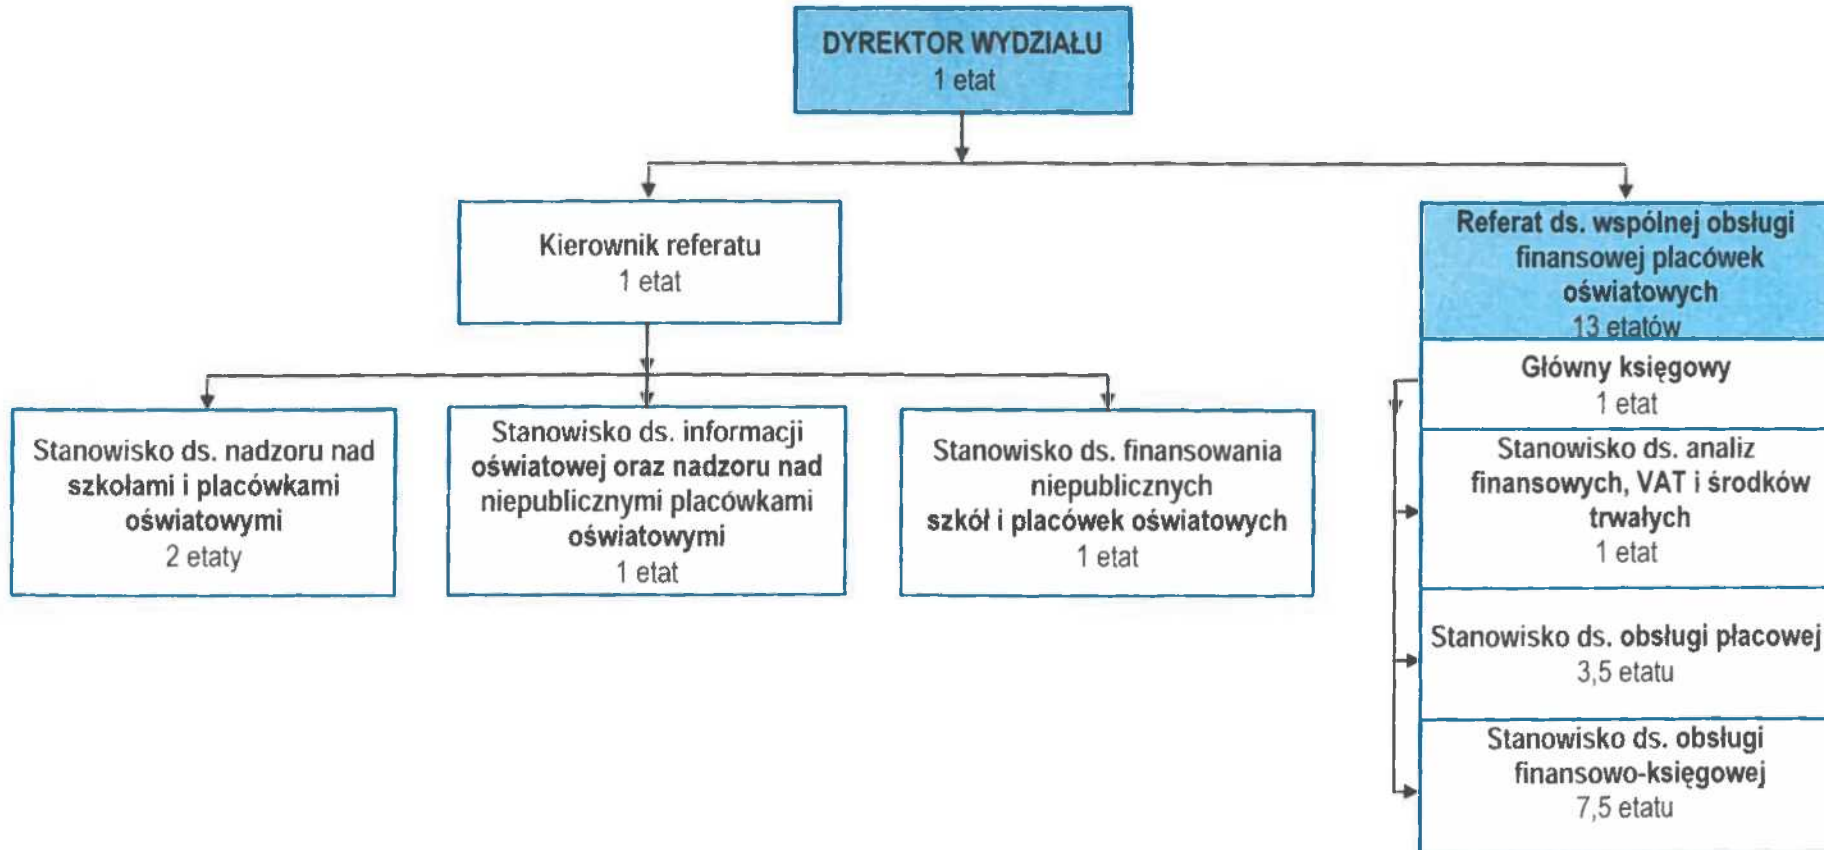 DYREKTOR WYDZIAŁU
1 etat
Kierownik referatu
1 etat
Stanowisko ds. nadzoru nad
szkołami i placówkami
oświatowymi
2 etaty
Stanowisko ds. informacji
oświatowej oraz nadzoru nad
niepublicznymi placówkami
oświatowymi
1 etat
Stanowisko ds. finansowania
niepublicznych
szkół i placówek oświatowych
1 etat
Referat ds. wspólnej obsługi
finansowej placówek
oświatowych
13 etatów
Główny księgowy
1 etat
Stanowisko ds. analiz
finansowych, VAT i środków
trwałych
1 etat
Stanowisko ds. obsługi płacowej
3,5 etatu
Stanowisko ds. obsługi
finansowo-księgowej
7,5 etatu